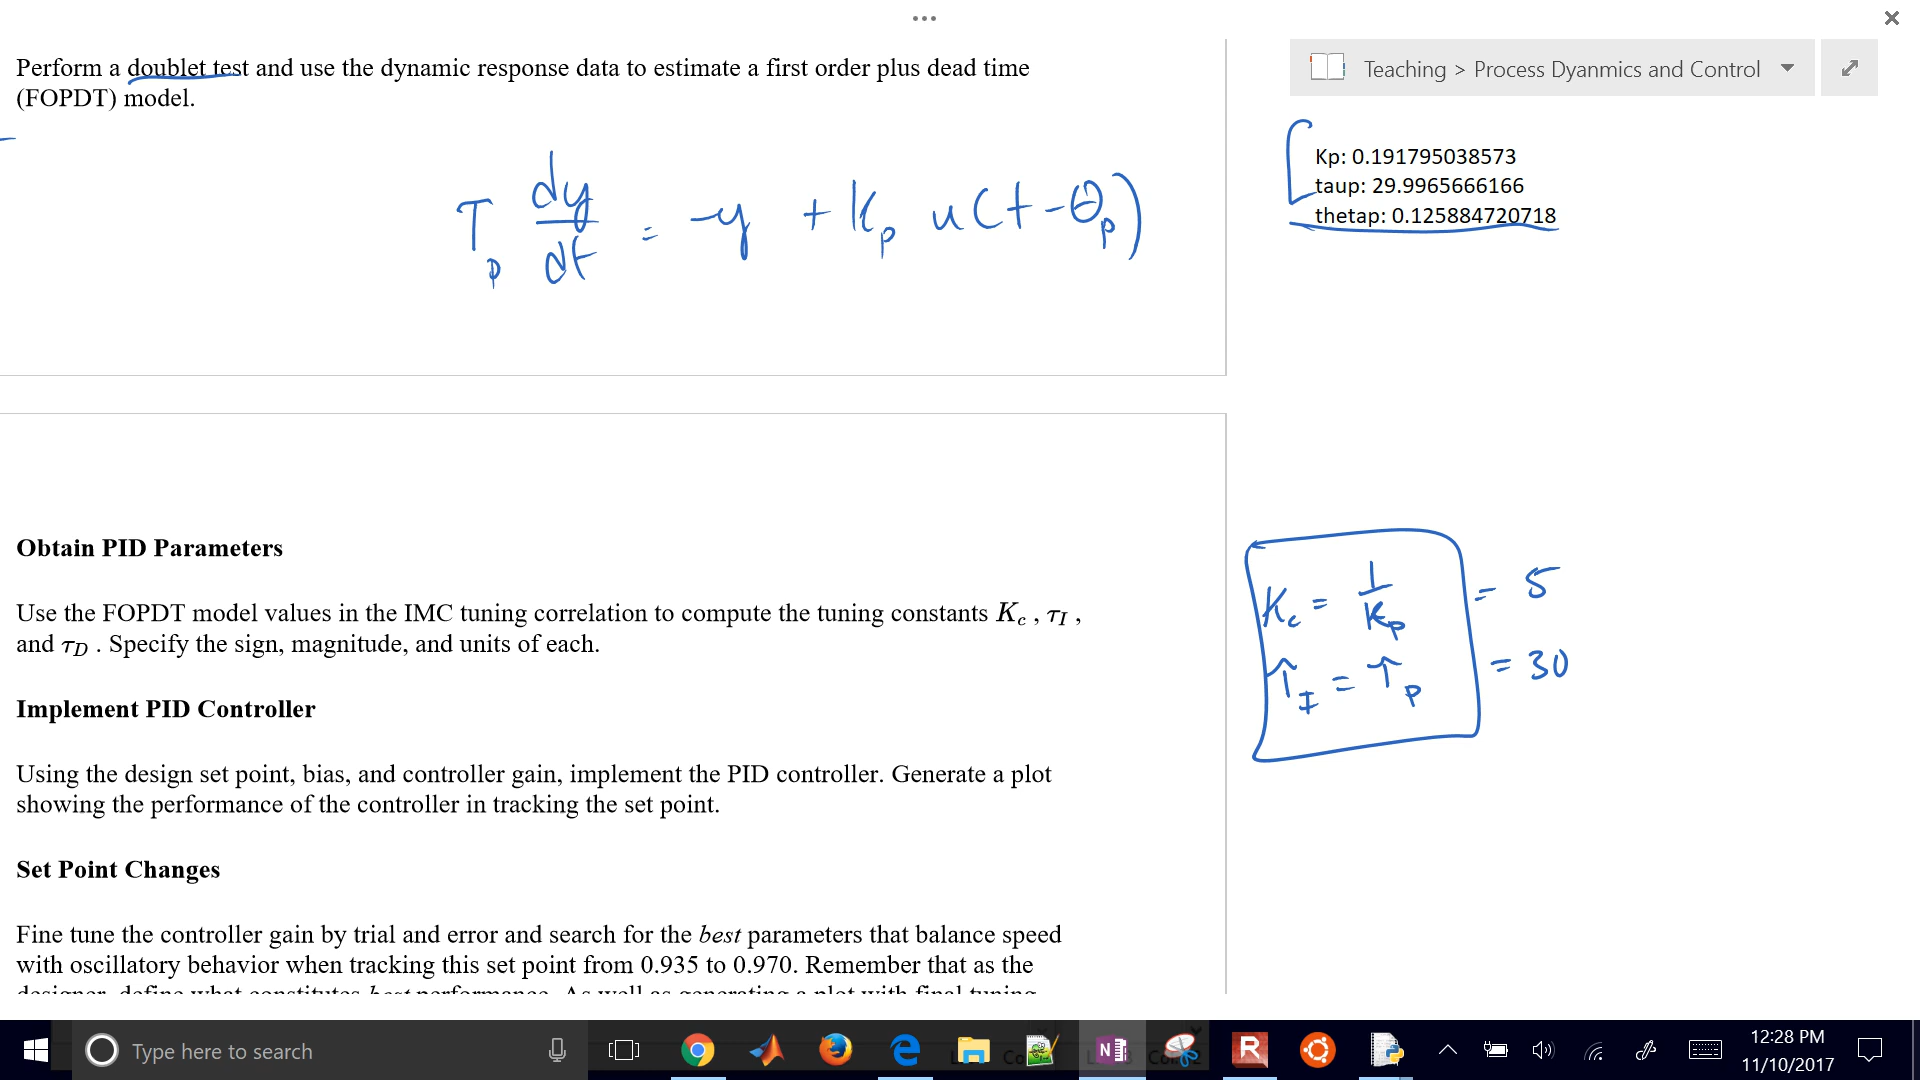 Perform a doublet test and use the dynamic response data to estimate a first order plus dead time
(FOPDT) model.
τp dy/dt = -y + Kp u(t-θp)
Teaching > Process Dyanmics and Control
Kp: 0.191795038573
taup: 29.9965666166
thetap: 0.125884720718
Obtain PID Parameters
Use the FOPDT model values in the IMC tuning correlation to compute the tuning constants Kc , τI ,
and τD . Specify the sign, magnitude, and units of each.
Implement PID Controller
Using the design set point, bias, and controller gain, implement the PID controller. Generate a plot
showing the performance of the controller in tracking the set point.
Set Point Changes
Fine tune the controller gain by trial and error and search for the best parameters that balance speed
with oscillatory behavior when tracking this set point from 0.935 to 0.970. Remember that as the
Kc = 1/Kp = 5
τI = τp = 30
Type here to search
12:28 PM
11/10/2017